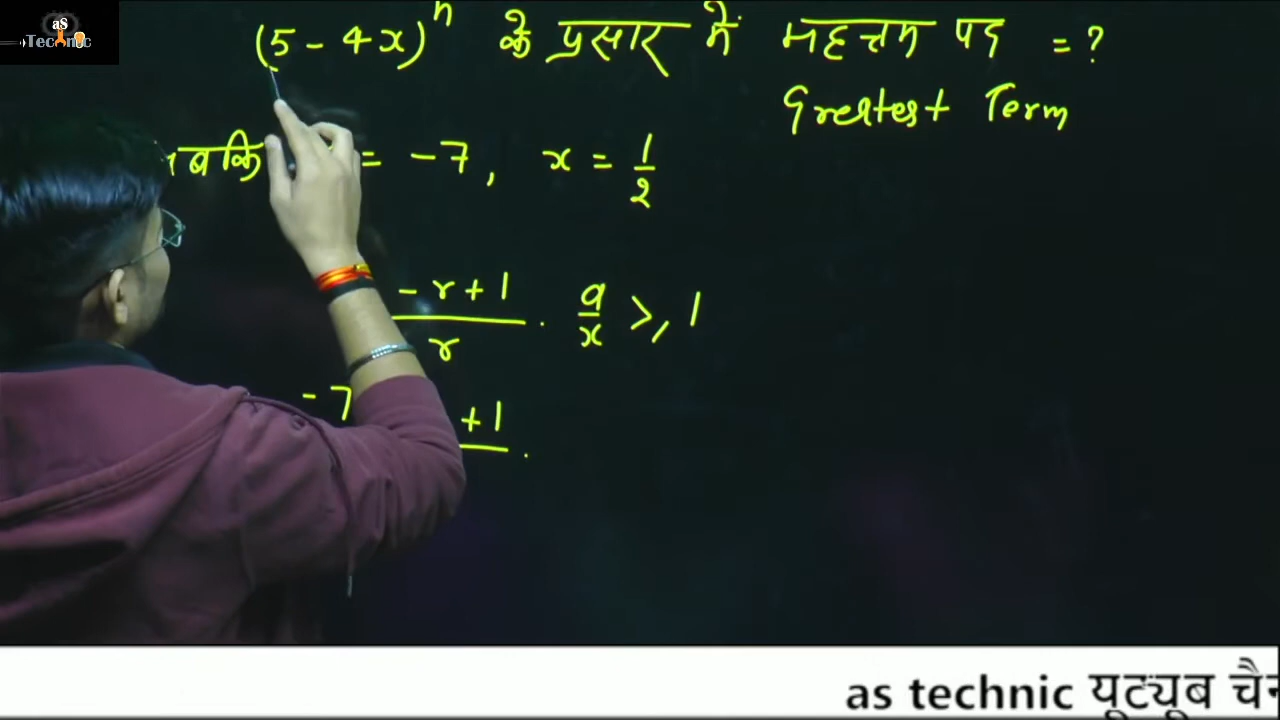 aS
Technic
(5 - 4x)^n के प्रसार में महत्तम पद = ?
Greatest Term
= -7, x = 1/2
-r+1 / r . a/x >, 1
-7 +1 .
as technic यूट्यूब